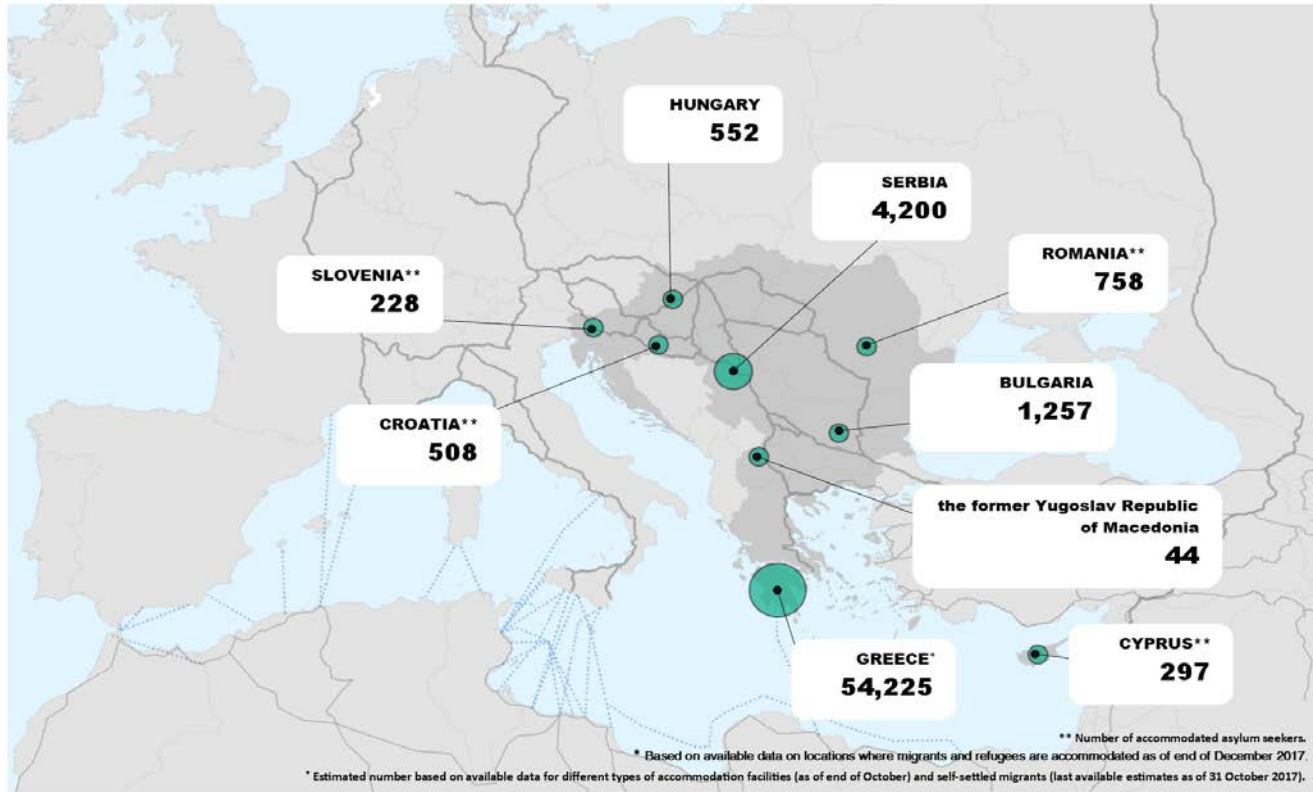 HUNGARY
552
SERBIA
4,200
ROMANIA**
758
SLOVENIA**
228
BULGARIA
1,257
CROATIA**
508
the former Yugoslav Republic
of Macedonia
44
CYPRUS**
297
GREECE*
54,225
** Number of accommodated asylum seekers.
* Based on available data on locations where migrants and refugees are accommodated as of end of December 2017.
* Estimated number based on available data for different types of accommodation facilities (as of end of October) and self-settled migrants (last available estimates as of 31 October 2017).